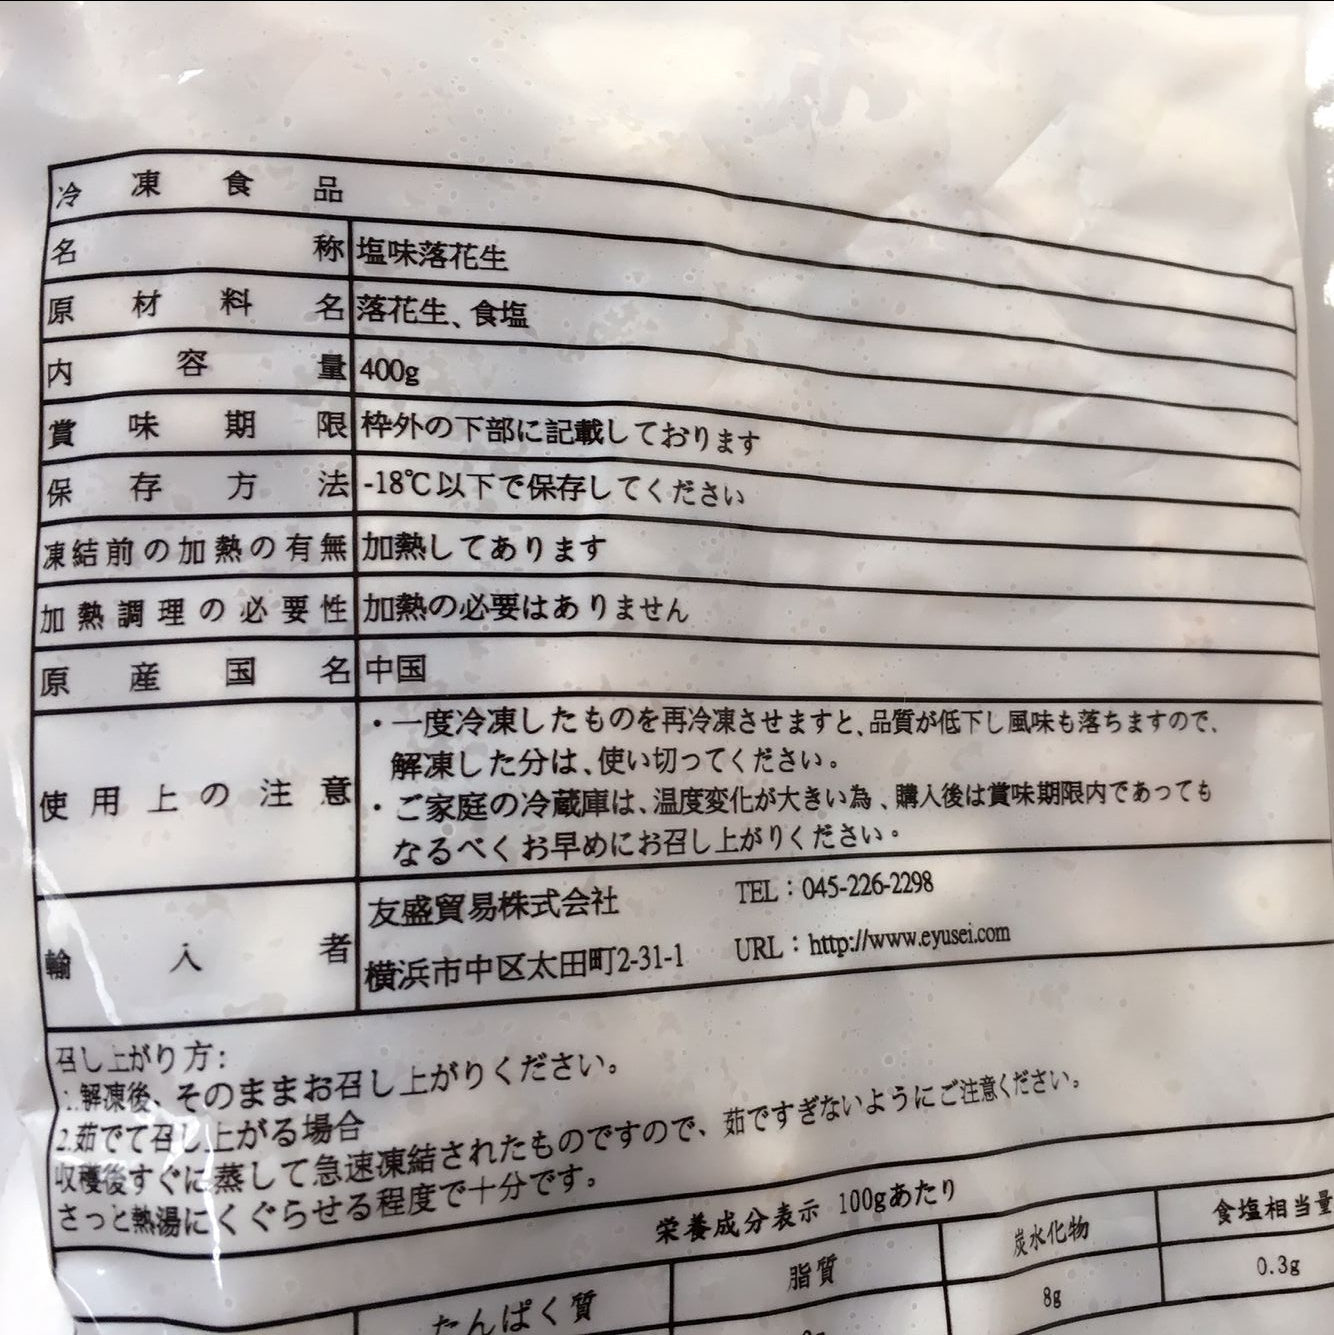 冷凍食品
名称 塩味落花生
原材料名 落花生、食塩
内容量 400g
賞味期限 枠外の下部に記載しております
保存方法 -18℃以下で保存してください
凍結前の加熱の有無 加熱してあります
加熱調理の必要性 加熱の必要はありません
原産国名 中国
使用上の注意 ・一度冷凍したものを再冷凍させますと、品質が低下し風味も落ちますので、
解凍した分は、使い切ってください。
・ご家庭の冷蔵庫は、温度変化が大きい為、購入後は賞味期限内であっても
なるべくお早めにお召し上がりください。
輸入者 友盛貿易株式会社 TEL:045-226-2298
横浜市中区太田町2-31-1 URL:http://www.eyusei.com
召し上がり方:
1.解凍後、そのままお召し上がりください。
2.茹でて召し上がる場合
収穫後すぐに蒸して急速凍結されたものですので、茹ですぎないようにご注意ください。
さっと熱湯にくぐらせる程度で十分です。
栄養成分表示 100gあたり
たんぱく質 脂質 炭水化物 食塩相当量
8g 0.3g